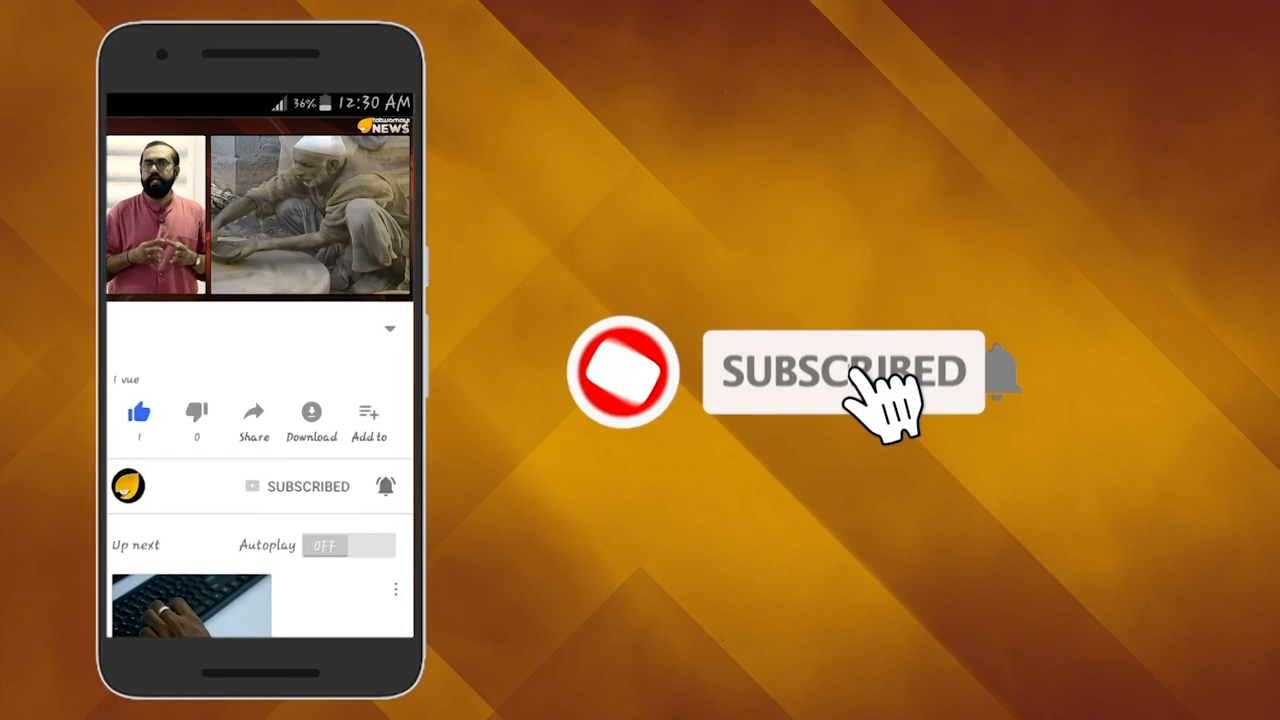 36% 12:30 AM
tatwamayi
NEWS
1 vue
1
0
Share
Download
Add to
SUBSCRIBED
Up next
Autoplay
OFF
SUBSCRIBED